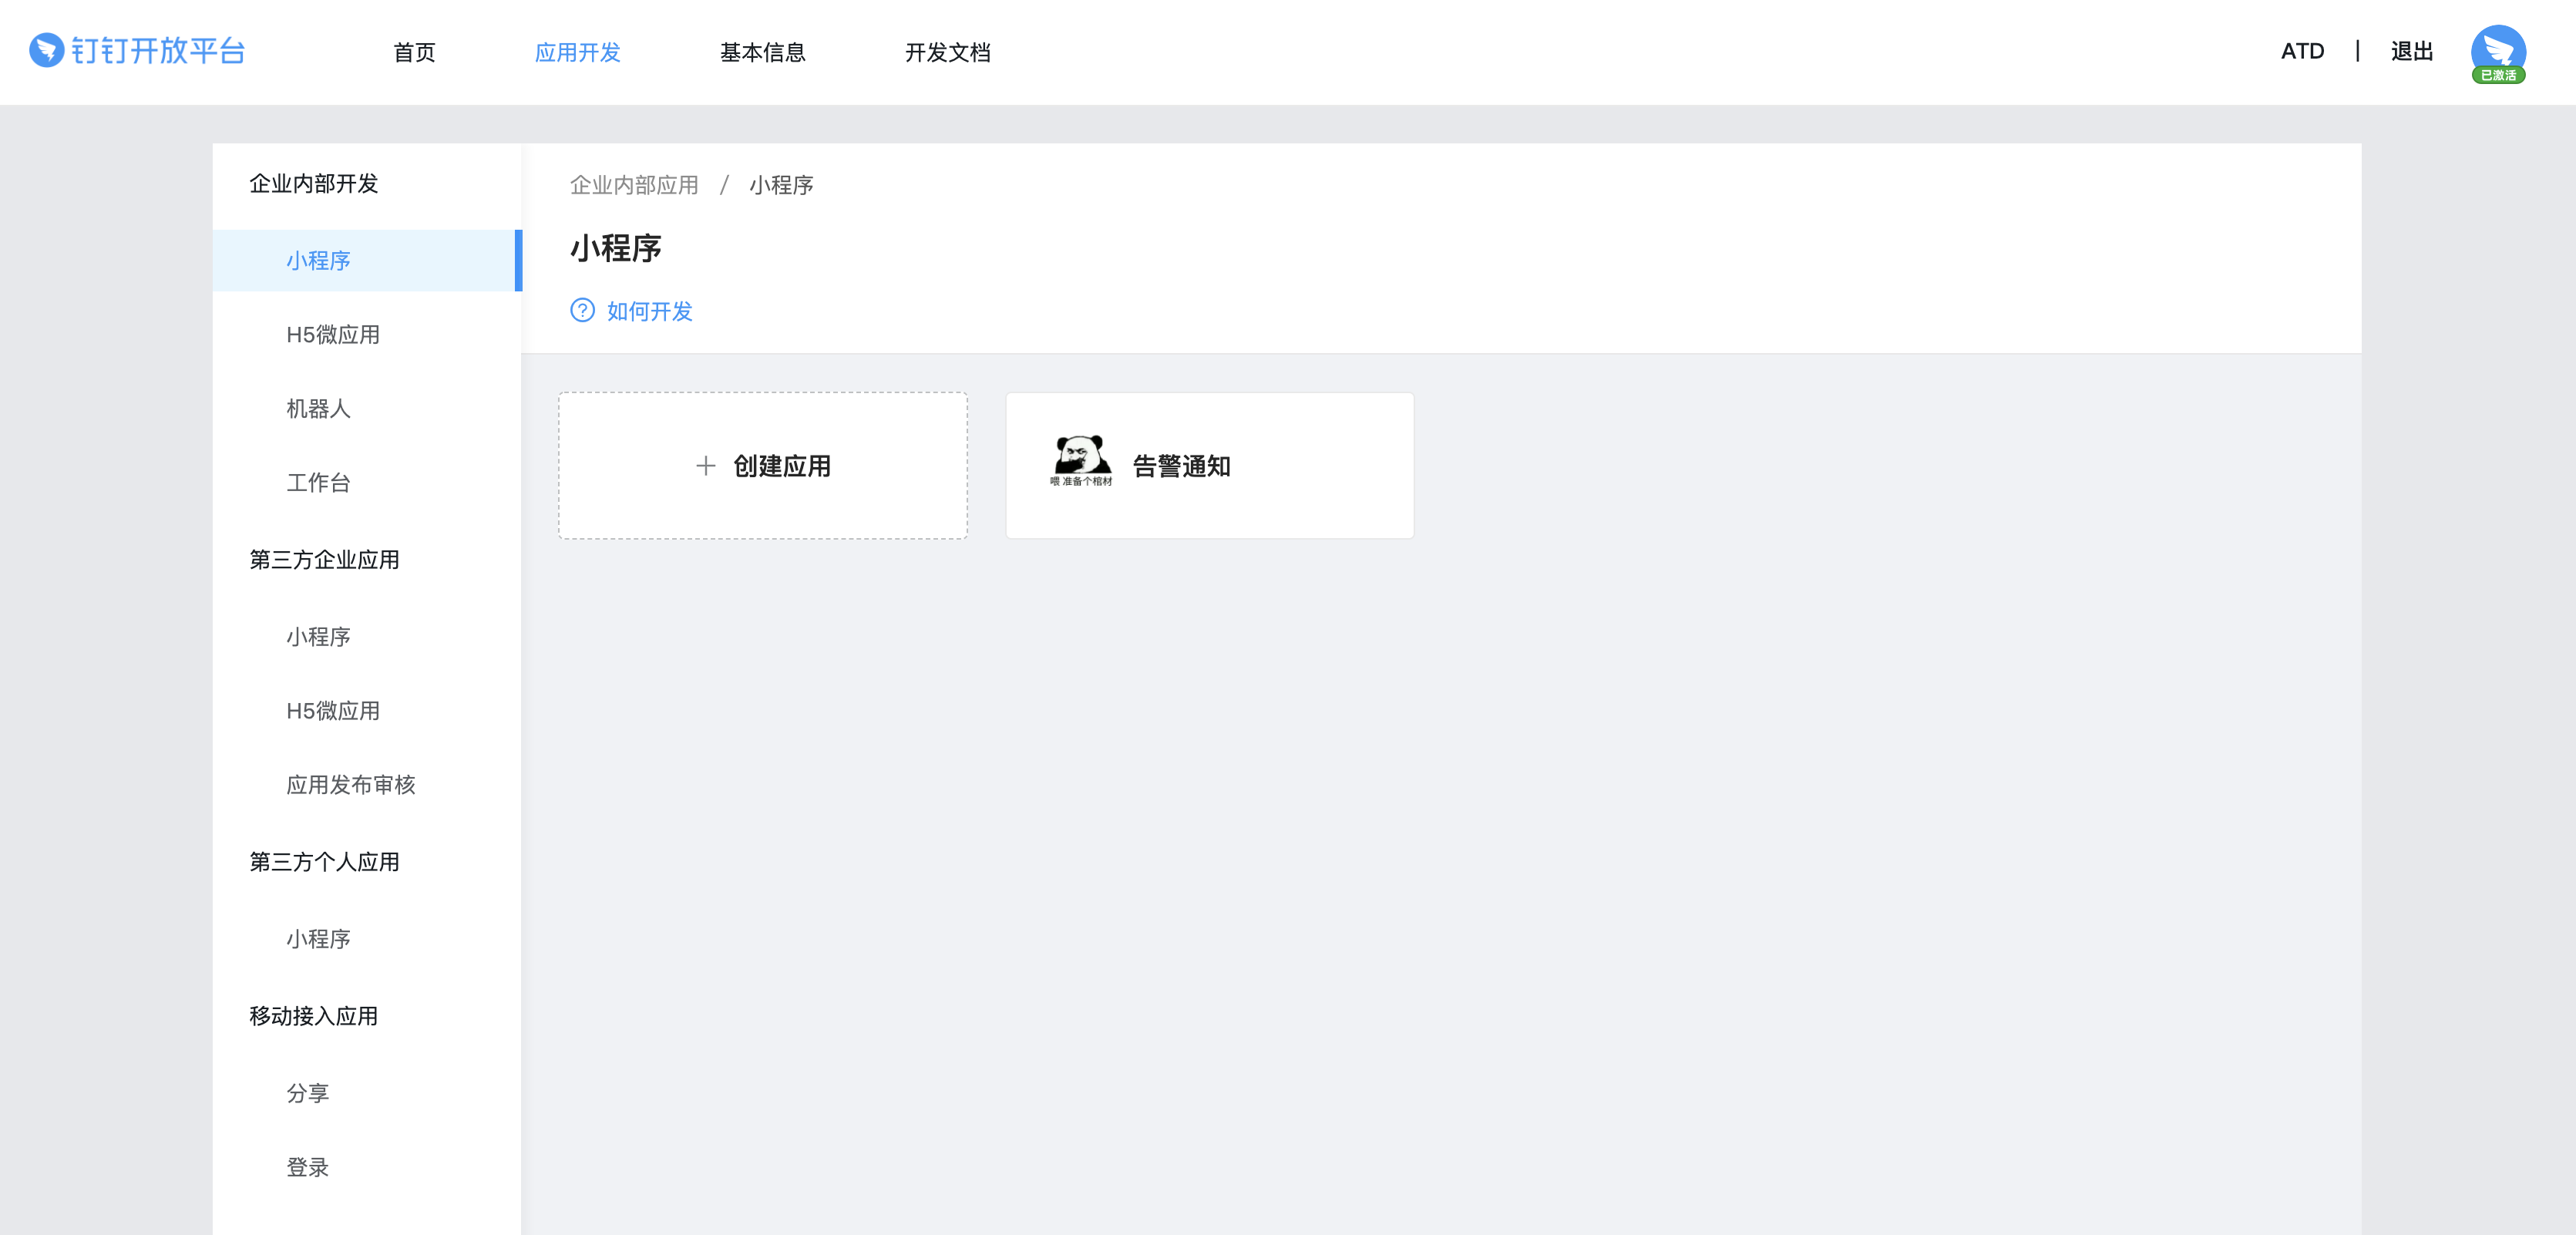 钉钉开放平台
首页
应用开发
基本信息
开发文档
ATD
退出
已激活
企业内部开发
小程序
H5微应用
机器人
工作台
第三方企业应用
小程序
H5微应用
应用发布审核
第三方个人应用
小程序
移动接入应用
分享
登录
企业内部应用 / 小程序
小程序
? 如何开发
+ 创建应用
喂 准备个棺材
告警通知